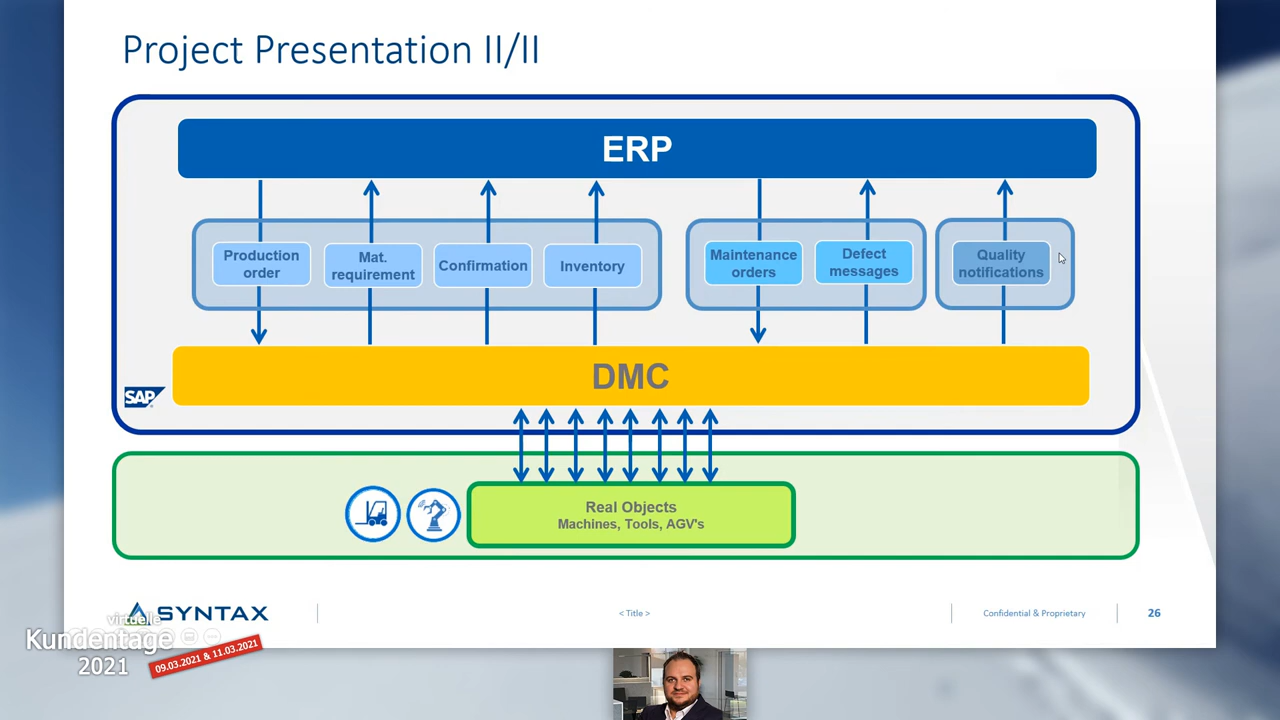 Project Presentation II/II
ERP
Production
order
Mat.
requirement
Confirmation
Inventory
Maintenance
orders
Defect
messages
Quality
notifications
DMC
SAP
Real Objects
Machines, Tools, AGV's
SYNTAX
< Title >
Confidential & Proprietary
26
virtuelle
Kundentage
2021
09.03.2021 & 11.03.2021